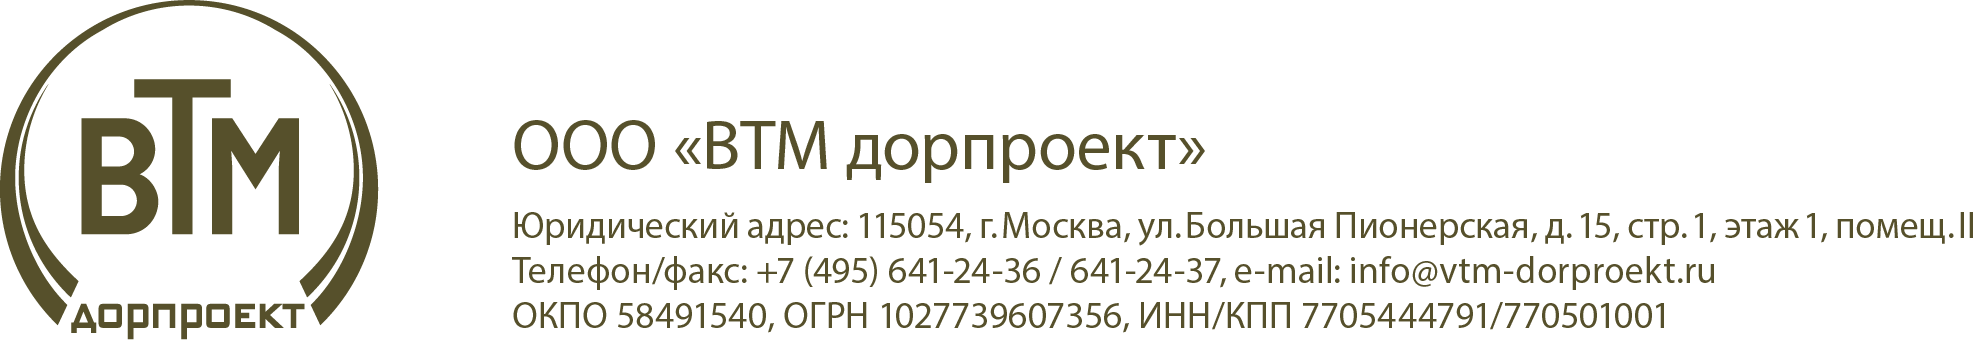 ВТМ
дорпроект
ООО «ВТМ дорпроект»
Юридический адрес: 115054, г. Москва, ул. Большая Пионерская, д. 15, стр. 1, этаж 1, помещ. II
Телефон/факс: +7 (495) 641-24-36 / 641-24-37, e-mail: info@vtm-dorproekt.ru
ОКПО 58491540, ОГРН 1027739607356, ИНН/КПП 7705444791/770501001